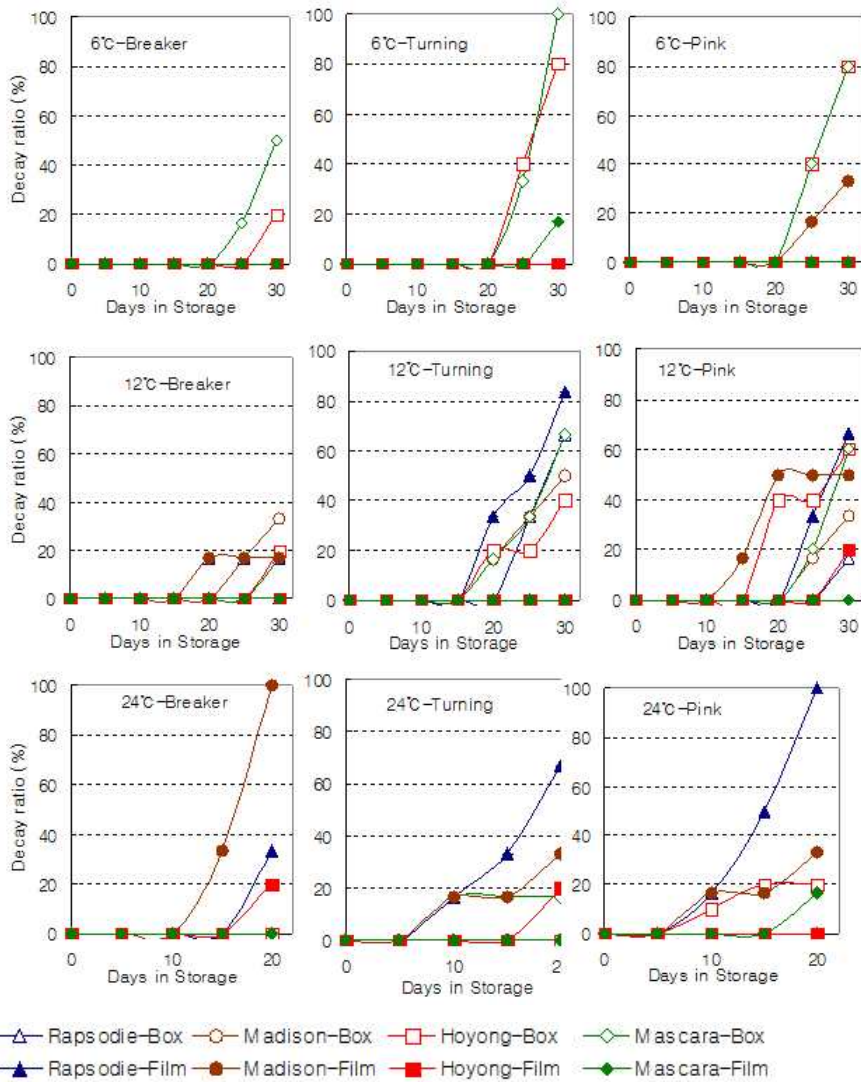 100
80
60
40
20
0
Decay ratio (%)
6℃-Breaker
0 10 20 30
Days in Storage
100
80
60
40
20
0
6℃-Turning
0 10 20 30
Days in Storage
100
80
60
40
20
0
6℃-Pink
0 10 20 30
Days in Storage
100
80
60
40
20
0
Decay ratio (%)
12℃-Breaker
0 10 20 30
Days in Storage
100
80
60
40
20
0
12℃-Turning
0 10 20 30
Days in Storage
100
80
60
40
20
0
12℃-Pink
0 10 20 30
Days in Storage
100
80
60
40
20
0
Decay ratio (%)
24℃-Breaker
0 5 10 15 20
Days in Storage
100
80
60
40
20
0
24℃-Turning
0 5 10 15 2
Days in Storage
100
80
60
40
20
0
24℃-Pink
0 5 10 15 20
Days in Storage
Rapsodie-Box Madison-Box Hoyong-Box Mascara-Box
Rapsodie-Film Madison-Film Hoyong-Film Mascara-Film